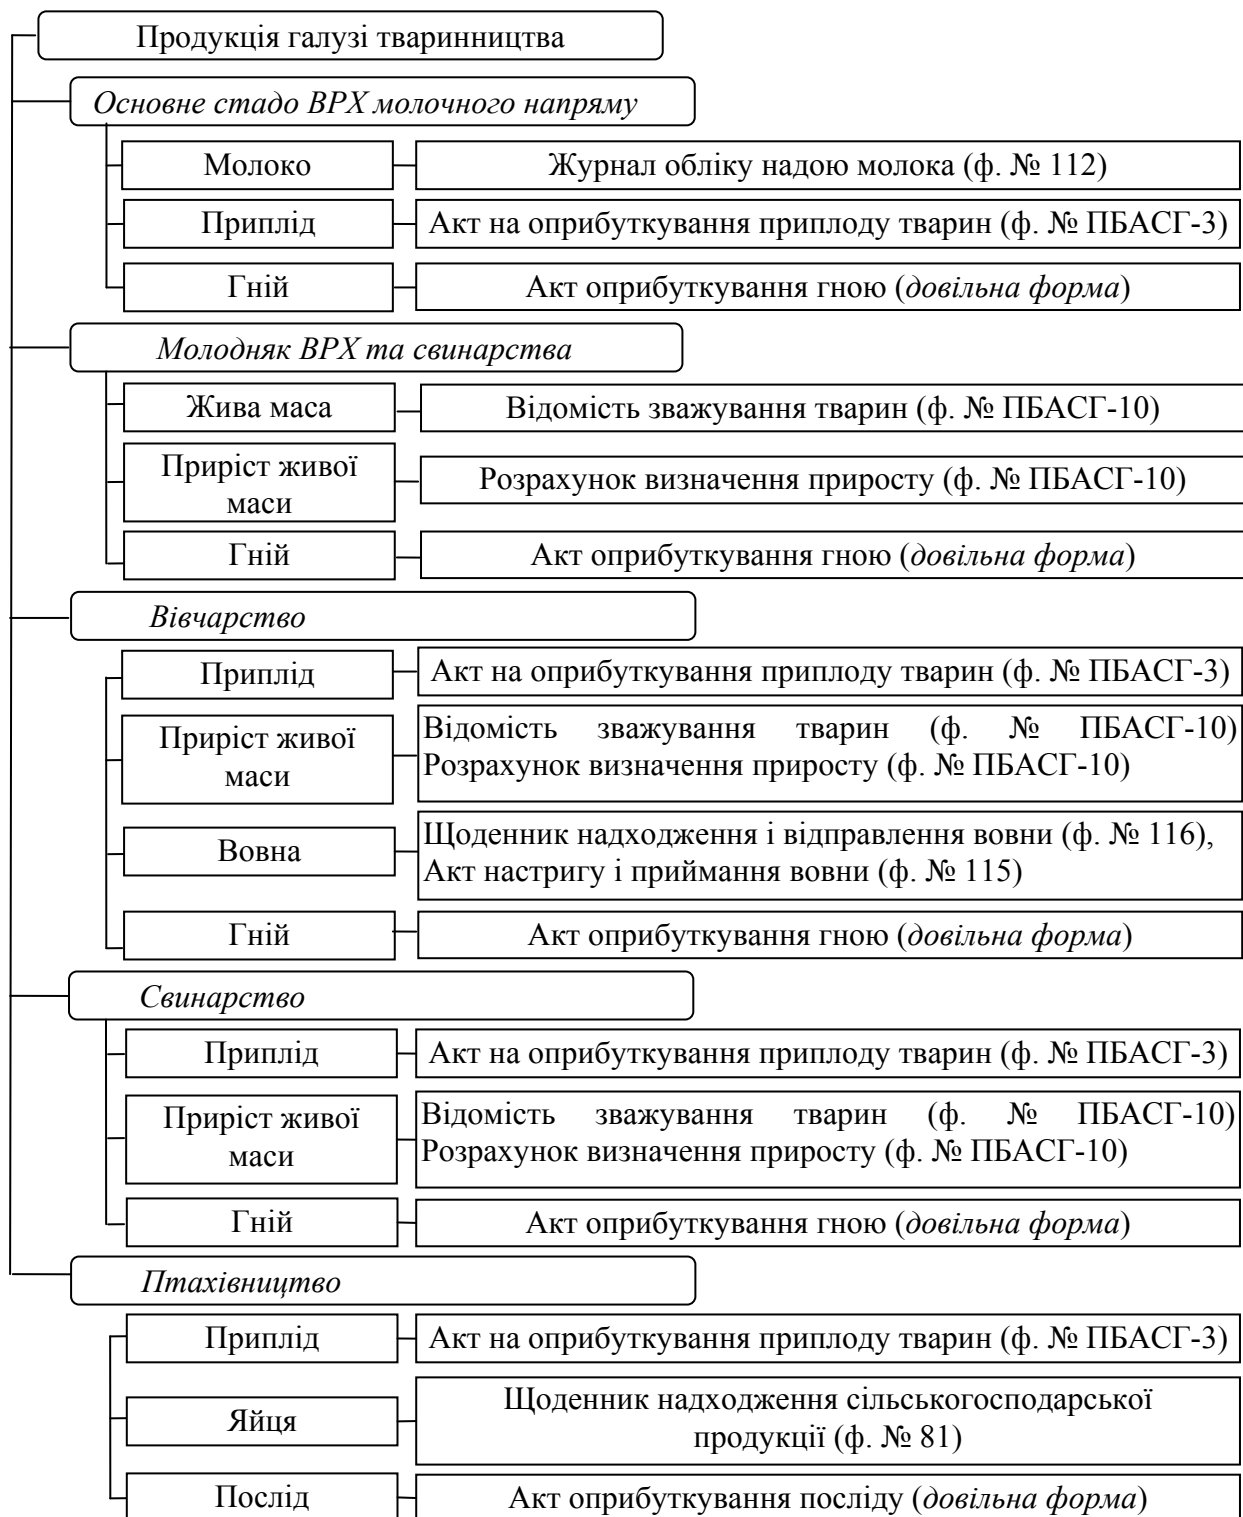 Продукція галузі тваринництва
Основне стадо ВРХ молочного напряму
Молоко
Журнал обліку надою молока (ф. № 112)
Приплід
Акт на оприбуткування приплоду тварин (ф. № ПБАСГ-3)
Гній
Акт оприбуткування гною (довільна форма)
Молодняк ВРХ та свинарства
Жива маса
Відомість зважування тварин (ф. № ПБАСГ-10)
Приріст живої
маси
Розрахунок визначення приросту (ф. № ПБАСГ-10)
Гній
Акт оприбуткування гною (довільна форма)
Вівчарство
Приплід
Акт на оприбуткування приплоду тварин (ф. № ПБАСГ-3)
Приріст живої
маси
Відомість зважування тварин (ф. № ПБАСГ-10)
Розрахунок визначення приросту (ф. № ПБАСГ-10)
Вовна
Щоденник надходження і відправлення вовни (ф. № 116),
Акт настригу і приймання вовни (ф. № 115)
Гній
Акт оприбуткування гною (довільна форма)
Свинарство
Приплід
Акт на оприбуткування приплоду тварин (ф. № ПБАСГ-3)
Приріст живої
маси
Відомість зважування тварин (ф. № ПБАСГ-10)
Розрахунок визначення приросту (ф. № ПБАСГ-10)
Гній
Акт оприбуткування гною (довільна форма)
Птахівництво
Приплід
Акт на оприбуткування приплоду тварин (ф. № ПБАСГ-3)
Яйця
Щоденник надходження сільськогосподарської
продукції (ф. № 81)
Послід
Акт оприбуткування посліду (довільна форма)